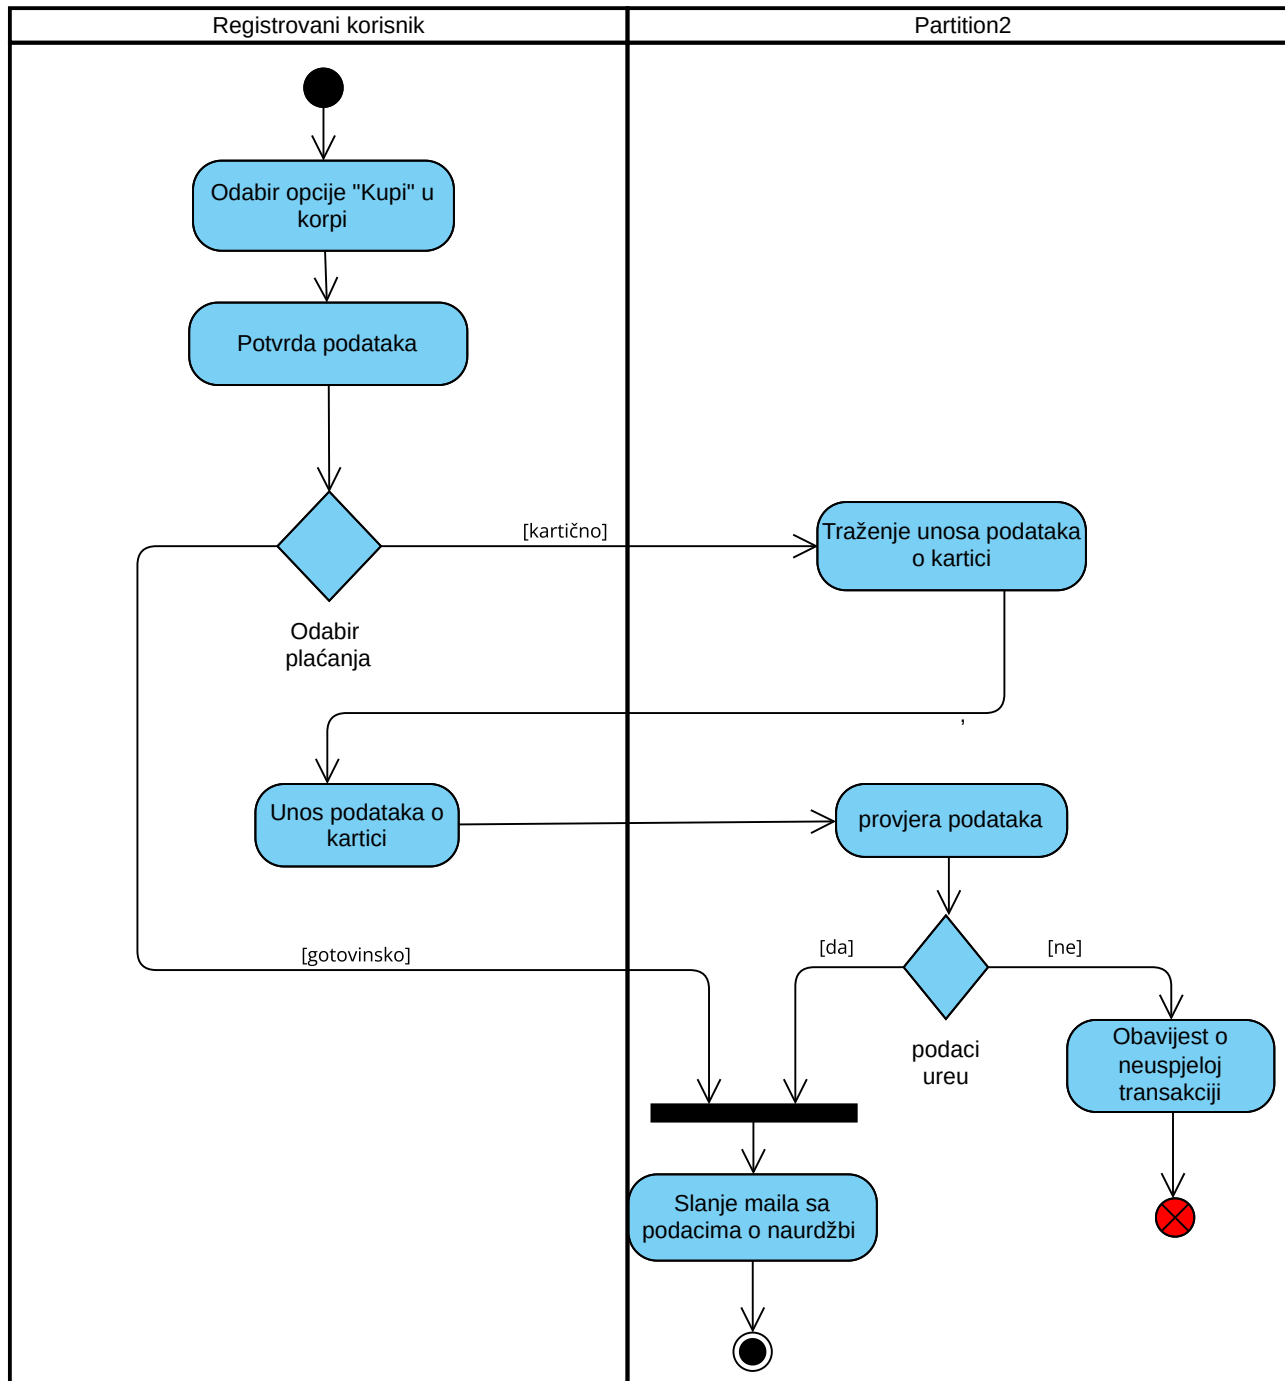 Registrovani korisnik
Partition2
Odabir opcije "Kupi" u
korpi
Potvrda podataka
[kartično]
Traženje unosa podataka
o kartici
Odabir
plaćanja
,
Unos podataka o
kartici
provjera podataka
[gotovinsko]
[da]
[ne]
podaci
ureu
Obavijest o
neuspjeloj
transakciji
Slanje maila sa
podacima o naurdžbi